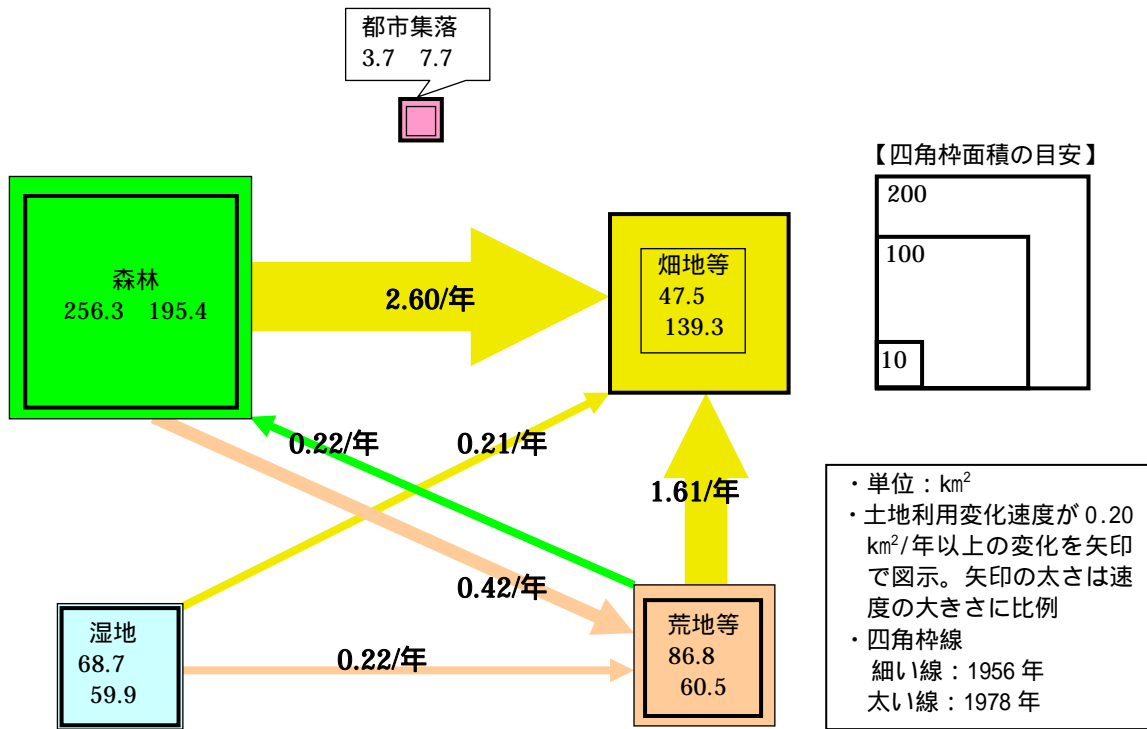 都市集落
3.7 7.7
【四角枠面積の目安】
200
100
10
森林
256.3 195.4
2.60/年
畑地等
47.5
139.3
0.22/年
0.21/年
1.61/年
0.42/年
0.22/年
湿地
68.7
59.9
荒地等
86.8
60.5
・単位：km²
・土地利用変化速度が 0.20
km²/年以上の変化を矢印
で図示。矢印の太さは速
度の大きさに比例
・四角枠線
細い線：1956 年
太い線：1978 年